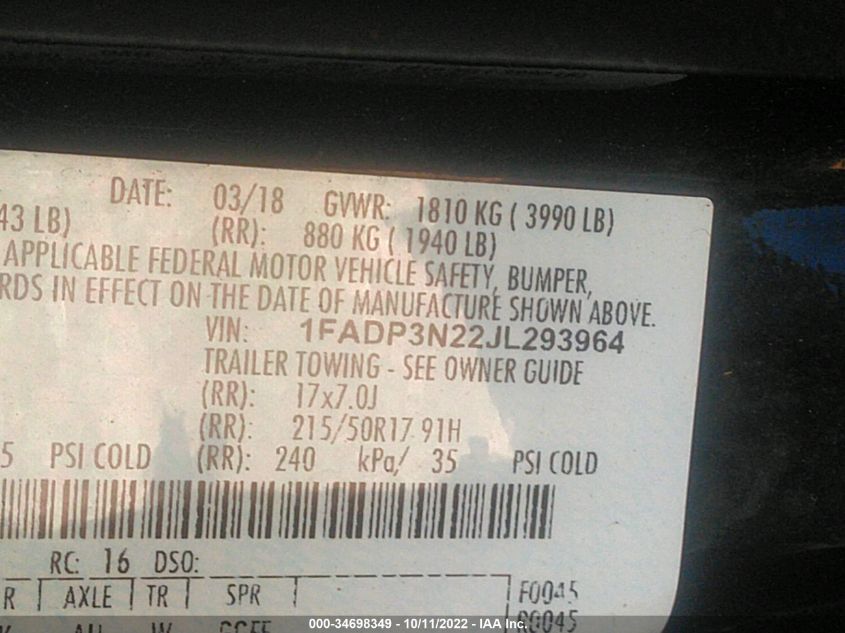 DATE: 03/18 GVWR: 1810 KG ( 3990 LB)
43 LB) (RR): 880 KG ( 1940 LB)
APPLICABLE FEDERAL MOTOR VEHICLE SAFETY, BUMPER,
RDS IN EFFECT ON THE DATE OF MANUFACTURE SHOWN ABOVE.
VIN: 1FADP3N22JL293964
TRAILER TOWING - SEE OWNER GUIDE
(RR): 17x7.0J
(RR): 215/50R17 91H
5 PSI COLD (RR): 240 kPa/ 35 PSI COLD
RC: 16 DSO:
R AXLE TR SPR F0045
R0045
000-34698349 - 10/11/2022 - IAA Inc.